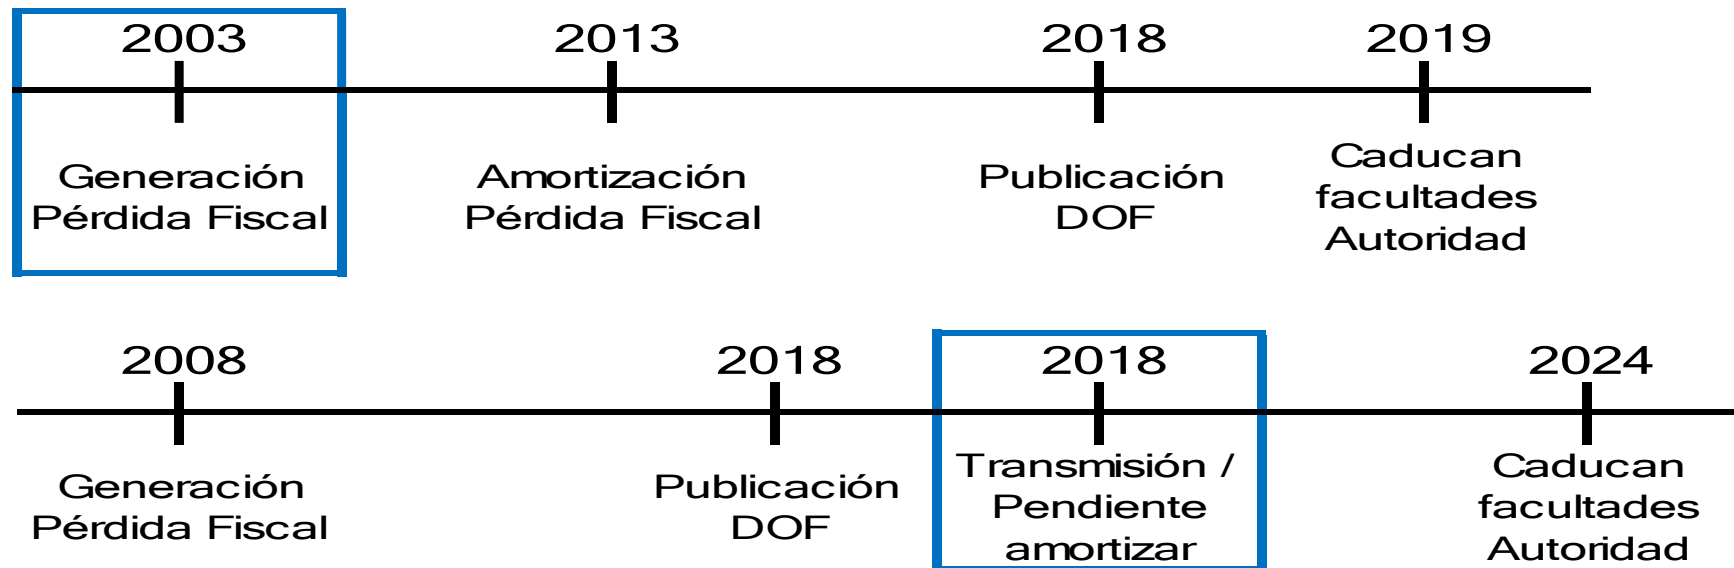 2003 2013 2018 2019
Generación
Pérdida Fiscal
Amortización
Pérdida Fiscal
Publicación
DOF
Caducan
facultades
Autoridad
2008 2018 2018 2024
Generación
Pérdida Fiscal
Publicación
DOF
Transmisión /
Pendiente
amortizar
Caducan
facultades
Autoridad